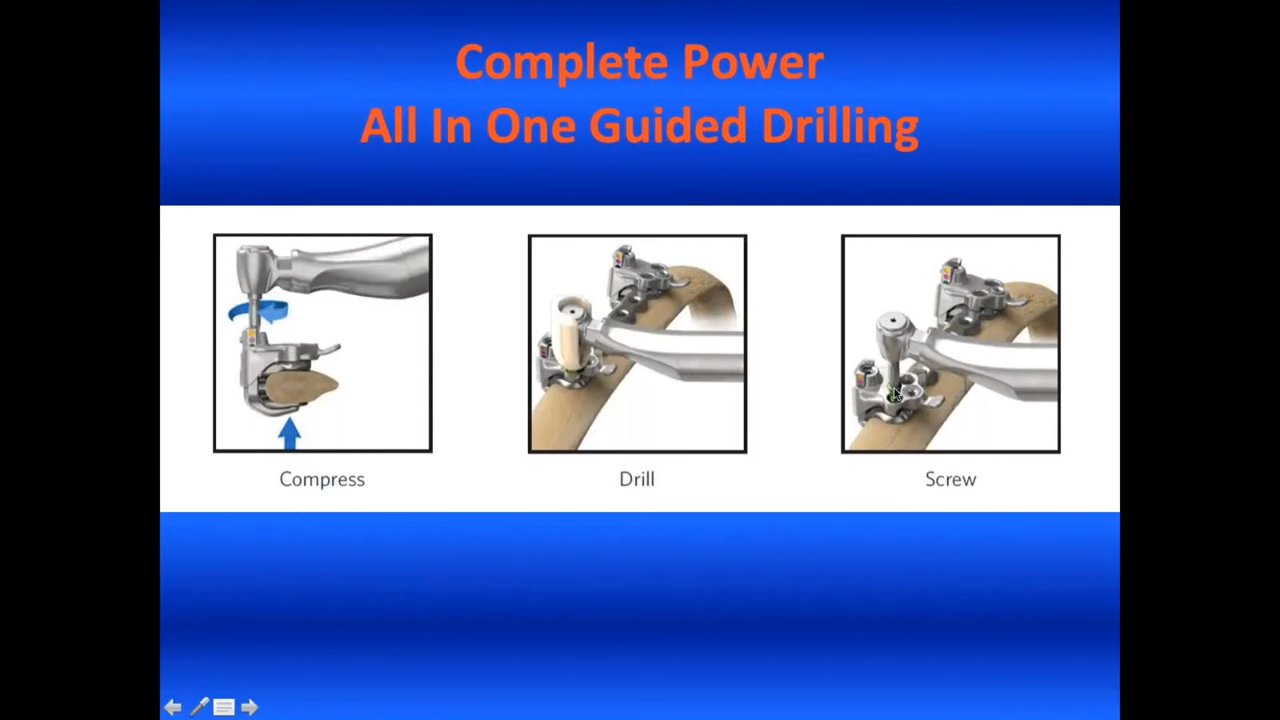 Complete Power
All In One Guided Drilling
Compress
Drill
Screw